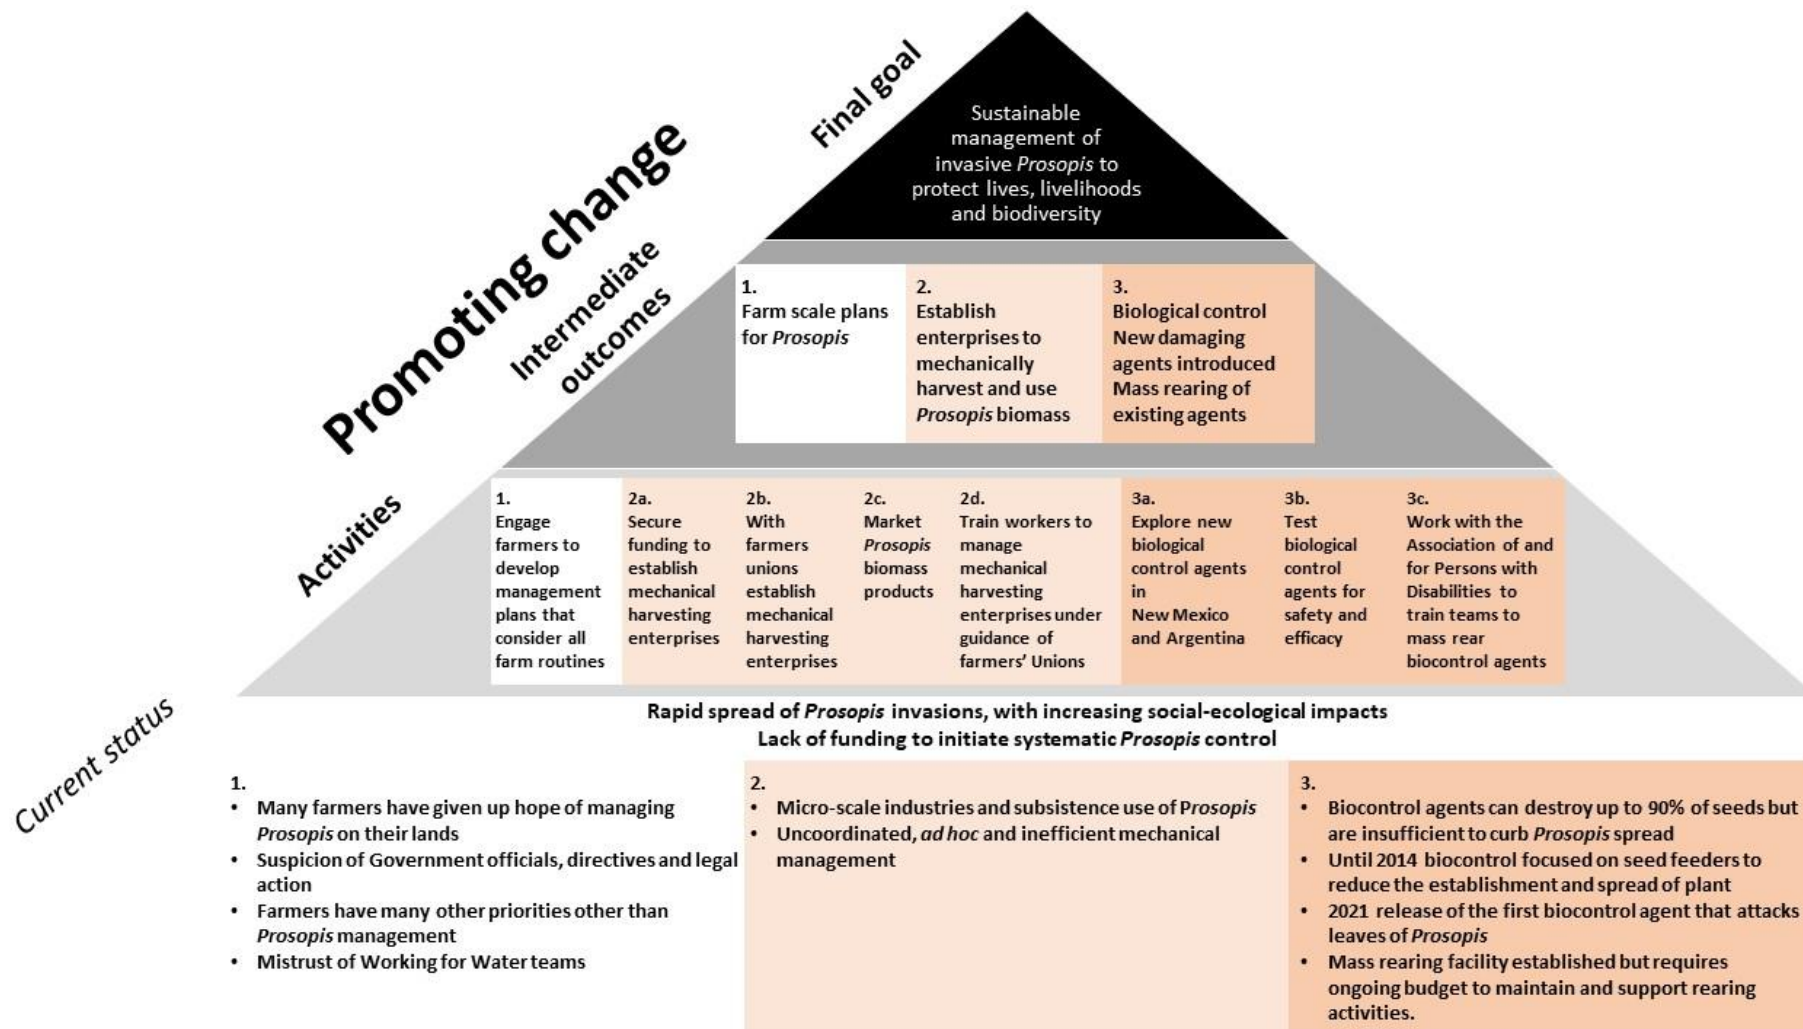 Promoting change
Final goal
Sustainable
management of
invasive Prosopis to
protect lives, livelihoods
and biodiversity
Intermediate
outcomes
1.
Farm scale plans
for Prosopis
2.
Establish
enterprises to
mechanically
harvest and use
Prosopis biomass
3.
Biological control
New damaging
agents introduced
Mass rearing of
existing agents
Activities
1.
Engage
farmers to
develop
management
plans that
consider all
farm routines
2a.
Secure
funding to
establish
mechanical
harvesting
enterprises
2b.
With
farmers
unions
establish
mechanical
harvesting
enterprises
2c.
Market
Prosopis
biomass
products
2d.
Train workers to
manage
mechanical
harvesting
enterprises under
guidance of
farmers' Unions
3a.
Explore new
biological
control agents
in
New Mexico
and Argentina
3b.
Test
biological
control
agents for
safety and
efficacy
3c.
Work with the
Association of and
for Persons with
Disabilities to
train teams to
mass rear
biocontrol agents
Current status
Rapid spread of Prosopis invasions, with increasing social-ecological impacts
Lack of funding to initiate systematic Prosopis control
1.
• Many farmers have given up hope of managing
Prosopis on their lands
• Suspicion of Government officials, directives and legal
action
• Farmers have many other priorities other than
Prosopis management
• Mistrust of Working for Water teams
2.
• Micro-scale industries and subsistence use of Prosopis
• Uncoordinated, ad hoc and inefficient mechanical
management
3.
• Biocontrol agents can destroy up to 90% of seeds but
are insufficient to curb Prosopis spread
• Until 2014 biocontrol focused on seed feeders to
reduce the establishment and spread of plant
• 2021 release of the first biocontrol agent that attacks
leaves of Prosopis
• Mass rearing facility established but requires
ongoing budget to maintain and support rearing
activities.